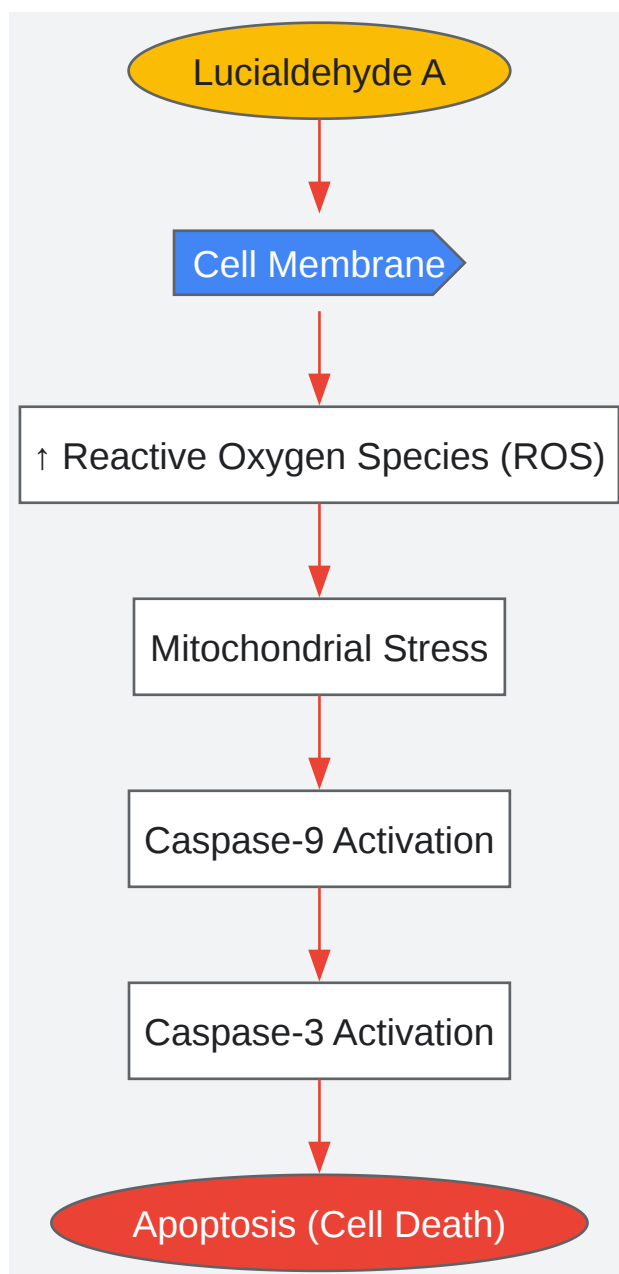 Lucialdehyde A
Cell Membrane
↑ Reactive Oxygen Species (ROS)
Mitochondrial Stress
Caspase-9 Activation
Caspase-3 Activation
Apoptosis (Cell Death)